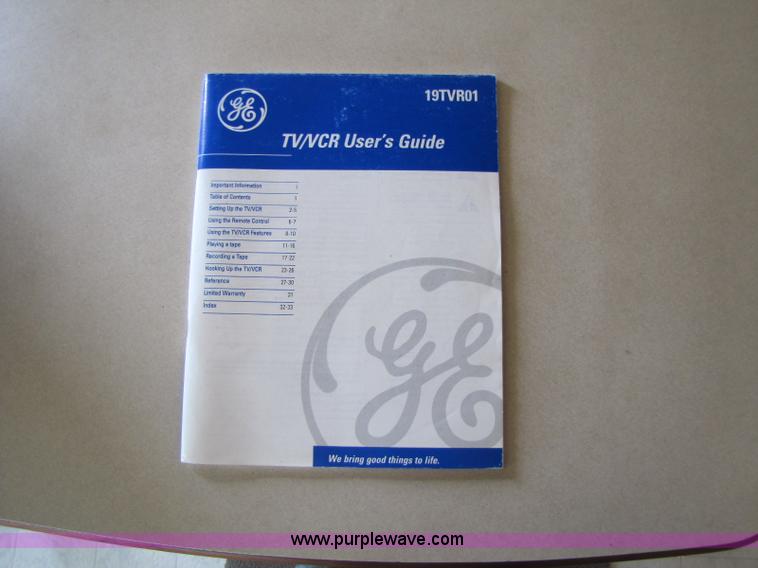 GE
19TVR01
TV/VCR User's Guide
Important Information i
Table of Contents 1
Setting Up the TV/VCR 2-5
Using the Remote Control 6-7
Using the TV/VCR Features 8-10
Playing a tape 11-16
Recording a Tape 17-22
Hooking Up the TV/VCR 23-26
Reference 27-30
Limited Warranty 31
Index 32-33
GE
We bring good things to life.
www.purplewave.com